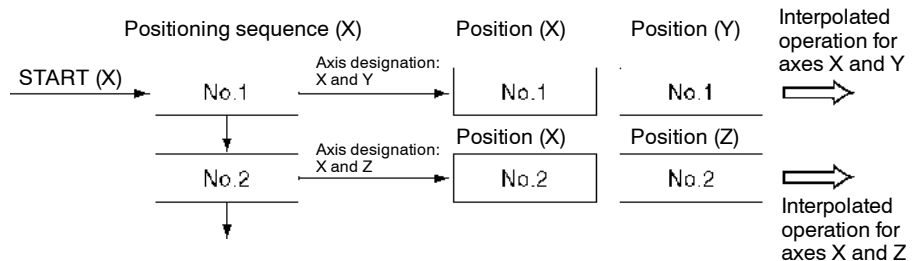 Positioning sequence (X)
Position (X)
Position (Y)
Interpolated
operation for
axes X and Y
START (X)
No.1
Axis designation:
X and Y
No.1
No.1
Position (X)
Position (Z)
No.2
Axis designation:
X and Z
No.2
No.2
Interpolated
operation for
axes X and Z